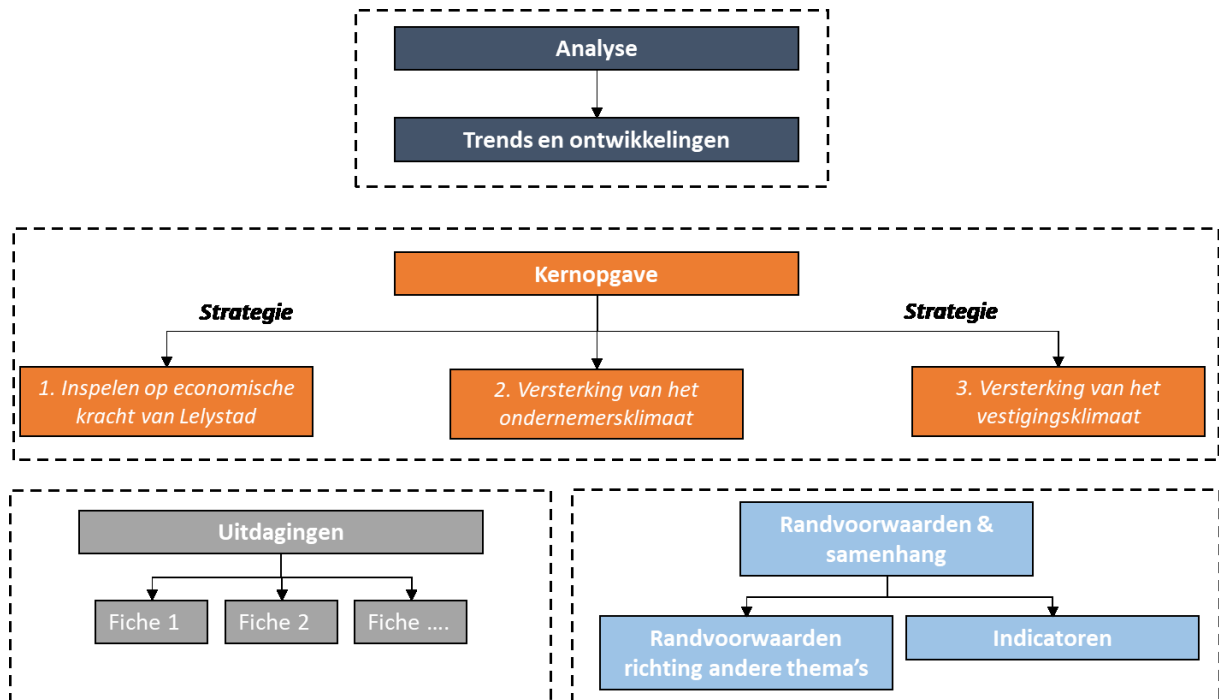 Analyse
Trends en ontwikkelingen
Kernopgave
Strategie
Strategie
1. Inspelen op economische
kracht van Lelystad
2. Versterking van het
ondernemersklimaat
3. Versterking van het
vestigingsklimaat
Uitdagingen
Fiche 1
Fiche 2
Fiche ....
Randvoorwaarden &
samenhang
Randvoorwaarden
richting andere thema’s
Indicatoren